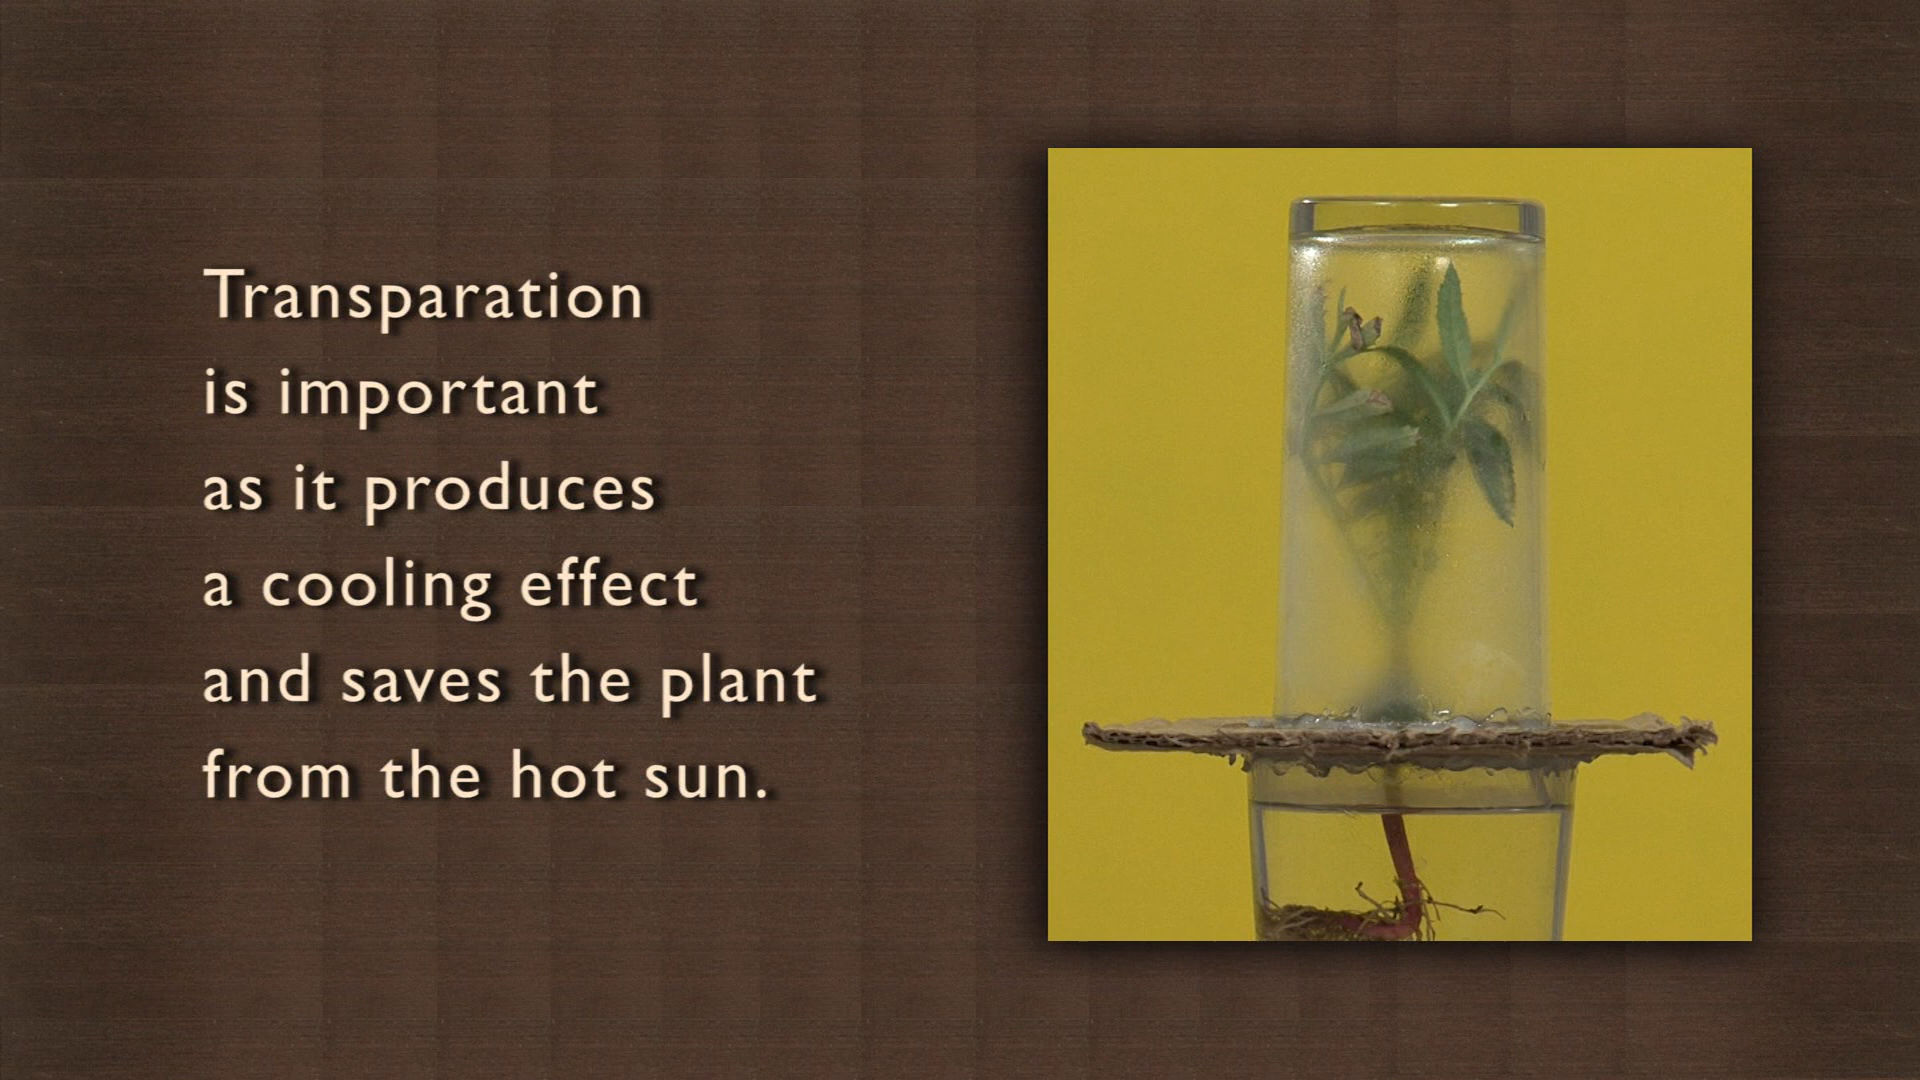 Transparation
is important
as it produces
a cooling effect
and saves the plant
from the hot sun.